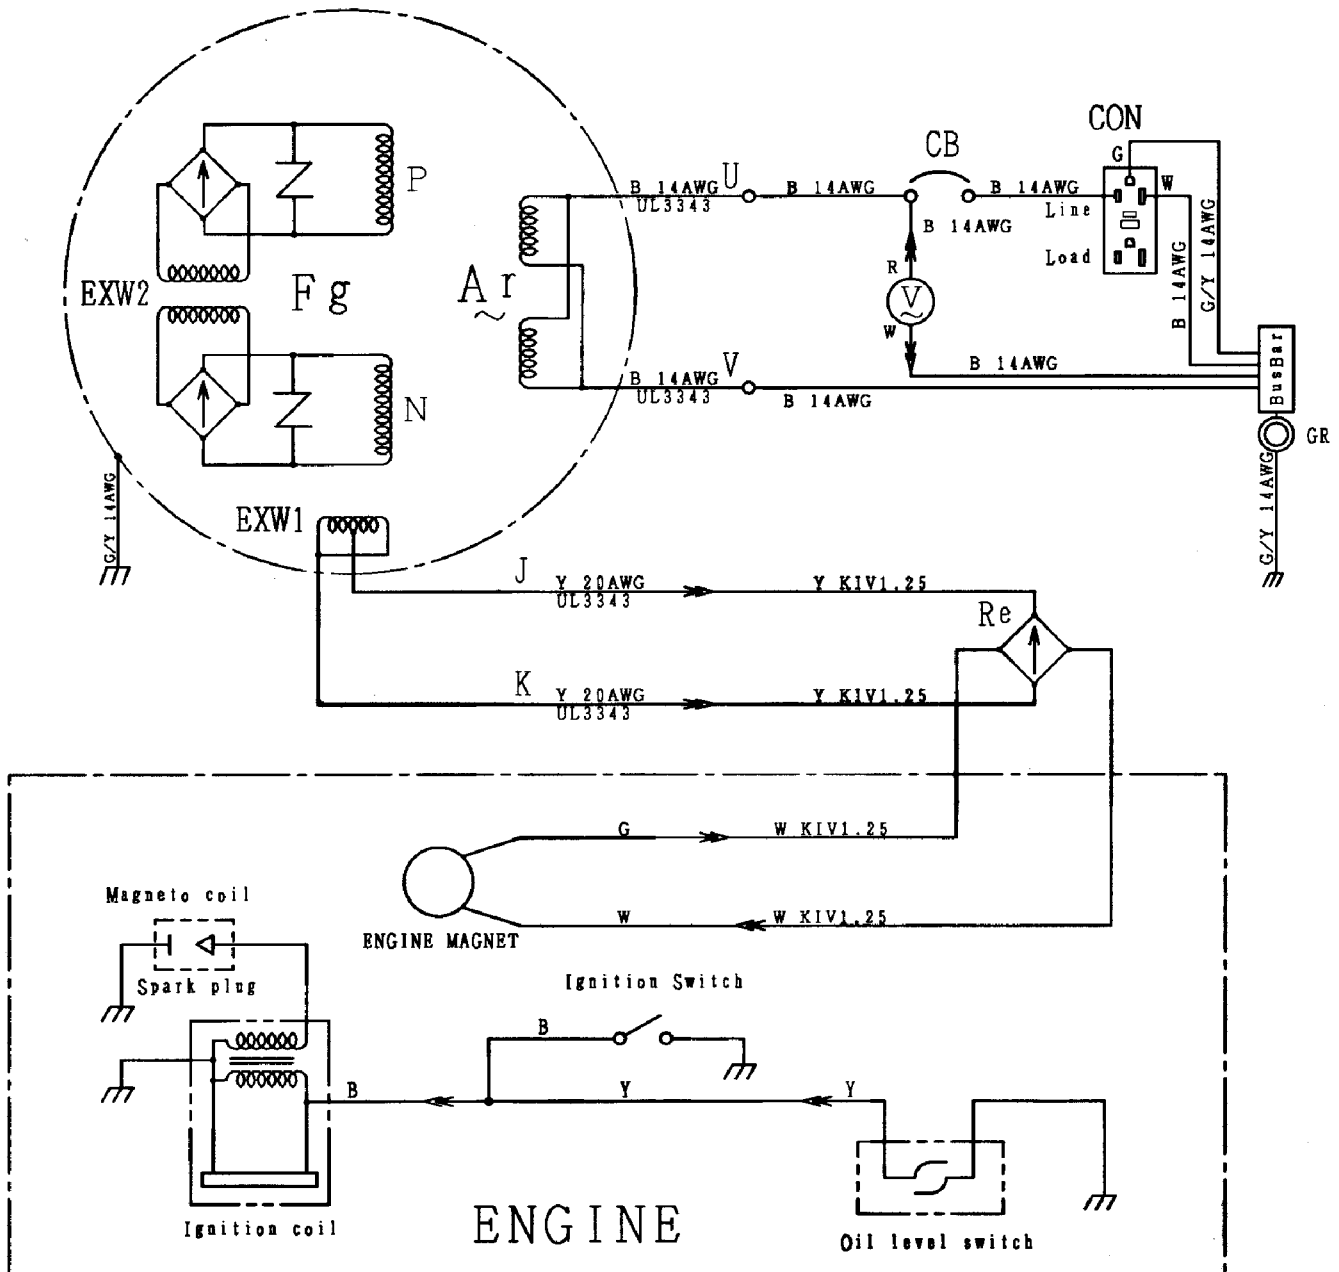 CON
CB
G
P
U
B 14AWG
UL3343
B 14AWG
B 14AWG
W
Line
B 14AWG
Load
EXW2
Fg
Ar
~
R
V
~
W
B 14AWG
G/Y 14AWG
B 14AWG
V
B 14AWG
UL3343
B 14AWG
BusBar
N
GR
G/Y 14AWG
G/Y 14AWG
EXW1
J
Y 20AWG
UL3343
Y KIV1.25
Re
K
Y 20AWG
UL3343
Y KIV1.25
G
W KIV1.25
Magneto coil
W
W KIV1.25
ENGINE MAGNET
Spark plug
Ignition Switch
B
B
Y
Y
Ignition coil
ENGINE
Oil level switch